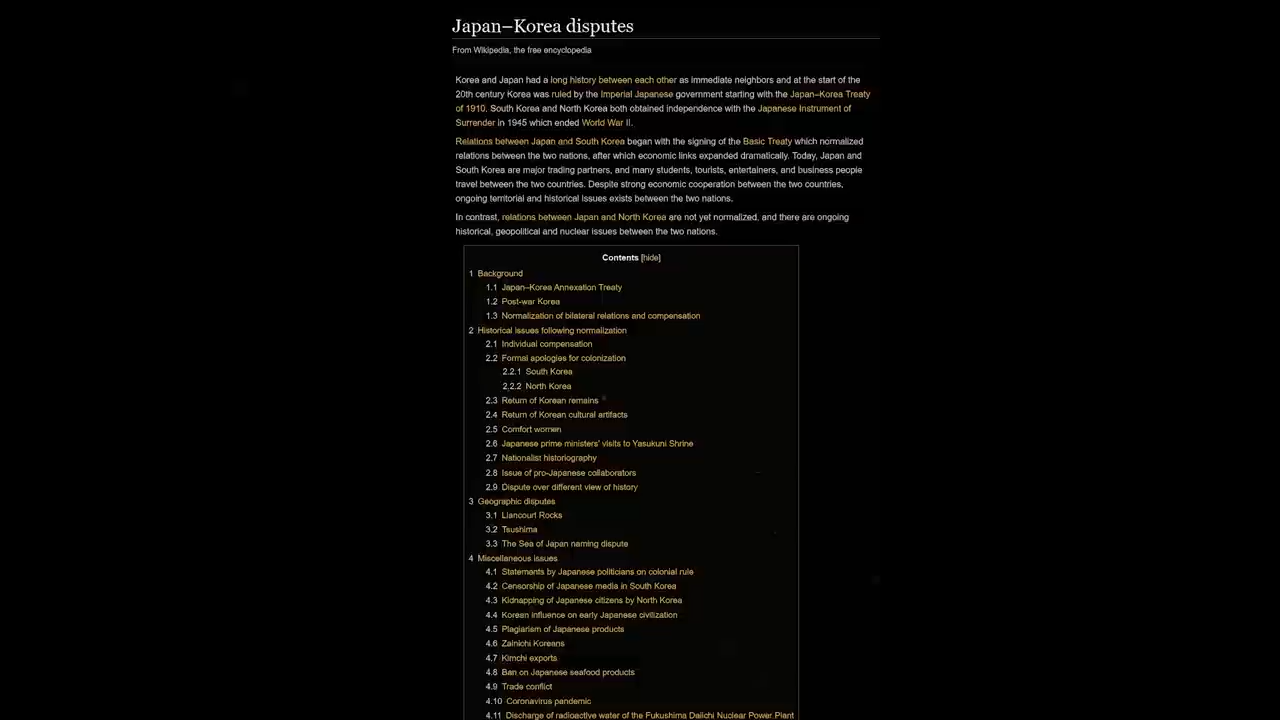 Japan–Korea disputes
From Wikipedia, the free encyclopedia
Korea and Japan had a long history between each other as immediate neighbors and at the start of the
20th century Korea was ruled by the Imperial Japanese government starting with the Japan–Korea Treaty
of 1910. South Korea and North Korea both obtained independence with the Japanese Instrument of
Surrender in 1945 which ended World War II.
Relations between Japan and South Korea began with the signing of the Basic Treaty which normalized
relations between the two nations, after which economic links expanded dramatically. Today, Japan and
South Korea are major trading partners, and many students, tourists, entertainers, and business people
travel between the two countries. Despite strong economic cooperation between the two countries,
ongoing territorial and historical issues exists between the two nations.
In contrast, relations between Japan and North Korea are not yet normalized, and there are ongoing
historical, geopolitical and nuclear issues between the two nations.
Contents [hide]
1 Background
1.1 Japan–Korea Annexation Treaty
1.2 Post-war Korea
1.3 Normalization of bilateral relations and compensation
2 Historical issues following normalization
2.1 Individual compensation
2.2 Formal apologies for colonization
2.2.1 South Korea
2.2.2 North Korea
2.3 Return of Korean remains
2.4 Return of Korean cultural artifacts
2.5 Comfort women
2.6 Japanese prime ministers' visits to Yasukuni Shrine
2.7 Nationalist historiography
2.8 Issue of pro-Japanese collaborators
2.9 Dispute over different view of history
3 Geographic disputes
3.1 Liancourt Rocks
3.2 Tsushima
3.3 The Sea of Japan naming dispute
4 Miscellaneous issues
4.1 Statements by Japanese politicians on colonial rule
4.2 Censorship of Japanese media in South Korea
4.3 Kidnapping of Japanese citizens by North Korea
4.4 Korean influence on early Japanese civilization
4.5 Plagiarism of Japanese products
4.6 Zainichi Koreans
4.7 Kimchi exports
4.8 Ban on Japanese seafood products
4.9 Trade conflict
4.10 Coronavirus pandemic
4.11 Discharge of radioactive water of the Fukushima Daiichi Nuclear Power Plant